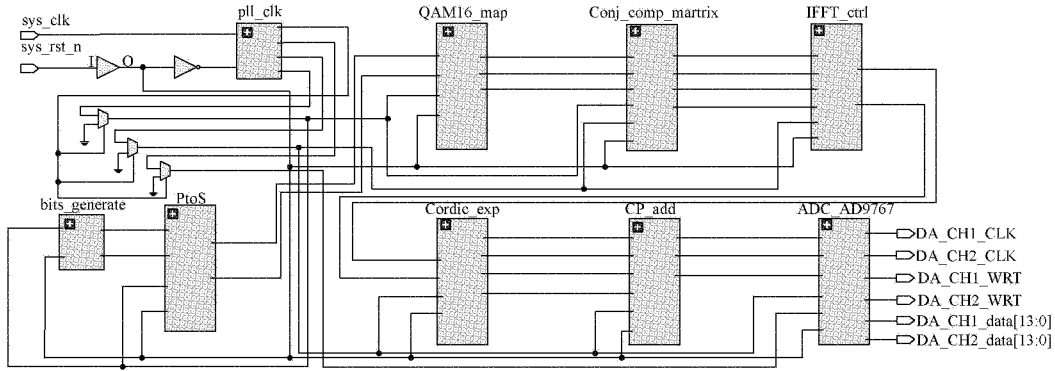 sys_clk
pll_clk
QAM16_map
Conj_comp_martrix
IFFT_ctrl
sys_rst_n
I
O
bits_generate
PtoS
Cordic_exp
CP_add
ADC_AD9767
DA_CH1_CLK
DA_CH2_CLK
DA_CH1_WRT
DA_CH2_WRT
DA_CH1_data[13:0]
DA_CH2_data[13:0]